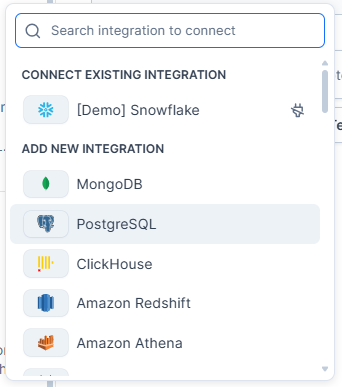 Search integration to connect
CONNECT EXISTING INTEGRATION
[Demo] Snowflake
ADD NEW INTEGRATION
MongoDB
PostgreSQL
ClickHouse
Amazon Redshift
Amazon Athena